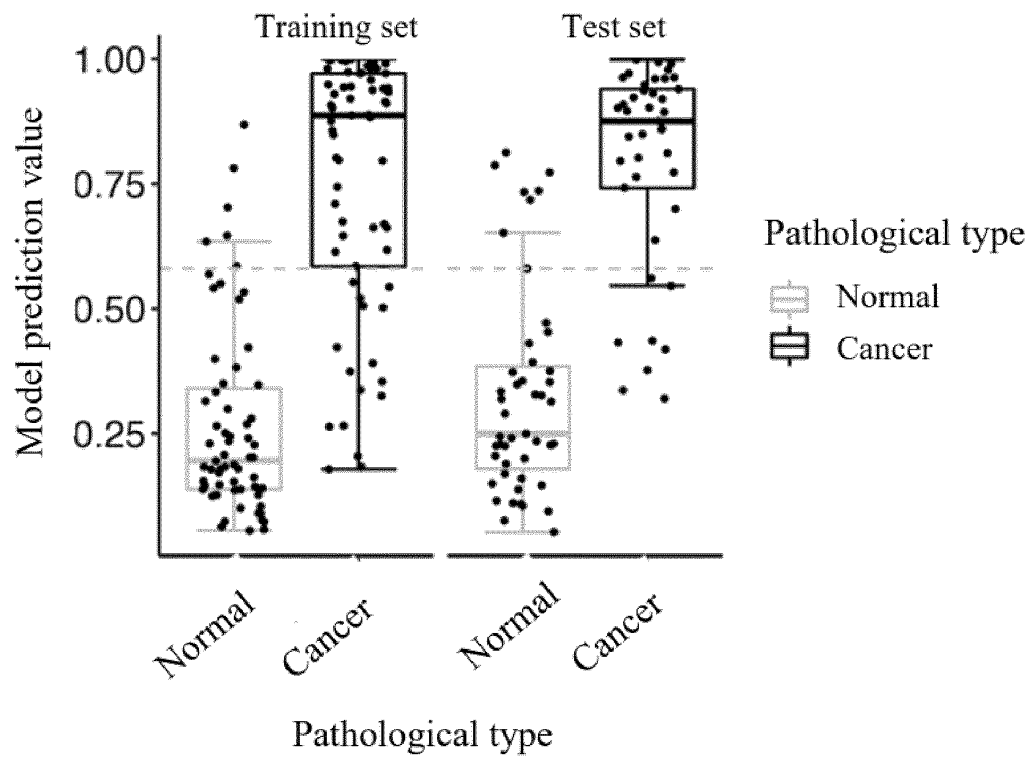 Training set
Test set
Model prediction value
1.00
0.75
0.50
0.25
Normal
Cancer
Normal
Cancer
Pathological type
Pathological type
Normal
Cancer